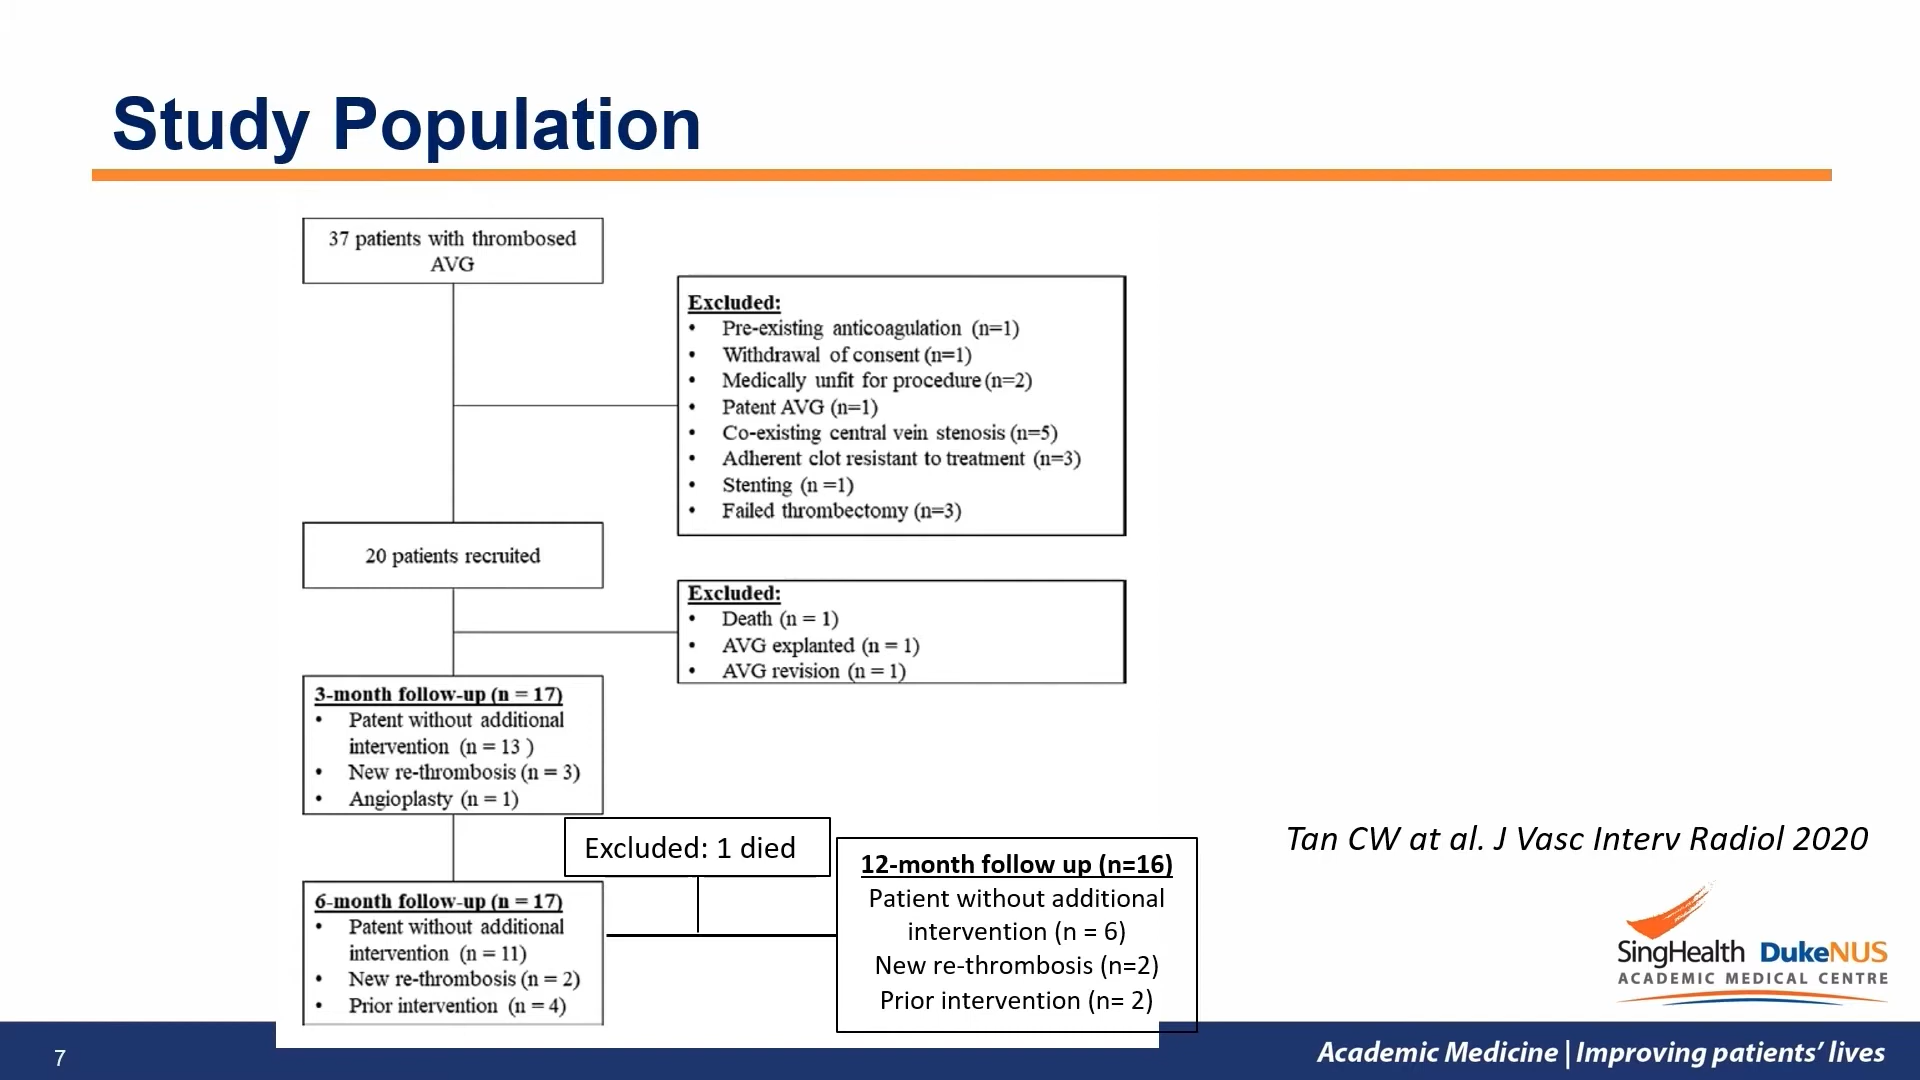 Study Population
37 patients with thrombosed
AVG
Excluded:
• Pre-existing anticoagulation (n=1)
• Withdrawal of consent (n=1)
• Medically unfit for procedure (n=2)
• Patent AVG (n=1)
• Co-existing central vein stenosis (n=5)
• Adherent clot resistant to treatment (n=3)
• Stenting (n =1)
• Failed thrombectomy (n=3)
20 patients recruited
Excluded:
• Death (n = 1)
• AVG explanted (n = 1)
• AVG revision (n = 1)
3-month follow-up (n = 17)
• Patent without additional
intervention (n = 13 )
• New re-thrombosis (n = 3)
• Angioplasty (n = 1)
Excluded: 1 died
6-month follow-up (n = 17)
• Patent without additional
intervention (n = 11)
• New re-thrombosis (n = 2)
• Prior intervention (n = 4)
12-month follow up (n=16)
Patient without additional
intervention (n = 6)
New re-thrombosis (n=2)
Prior intervention (n= 2)
Tan CW at al. J Vasc Interv Radiol 2020
SingHealth DukeNUS
ACADEMIC MEDICAL CENTRE
7
Academic Medicine | Improving patients' lives